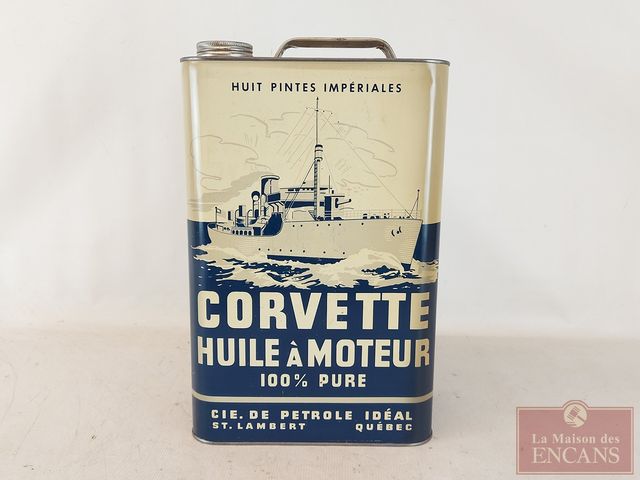 HUIT PINTES IMPÉRIALES
CORVETTE
HUILE À MOTEUR
100% PURE
CIE. DE PETROLE IDÉAL
ST. LAMBERT QUÉBEC
La Maison des
ENCANS